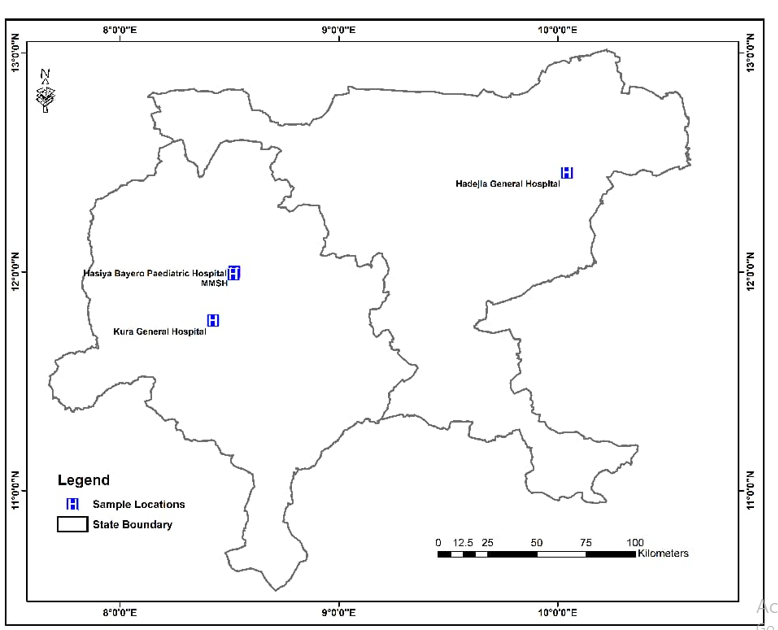 8°0'0"E 9°0'0"E 10°0'0"E
13°0'0"N 13°0'0"N
N
Hadejia General Hospital
12°0'0"N 12°0'0"N
Hasiya Bayero Paediatric Hospital
MMSH
Kura General Hospital
11°0'0"N 11°0'0"N
Legend
H Sample Locations
State Boundary
0 12.5 25 50 75 100
Kilometers
8°0'0"E 9°0'0"E 10°0'0"E